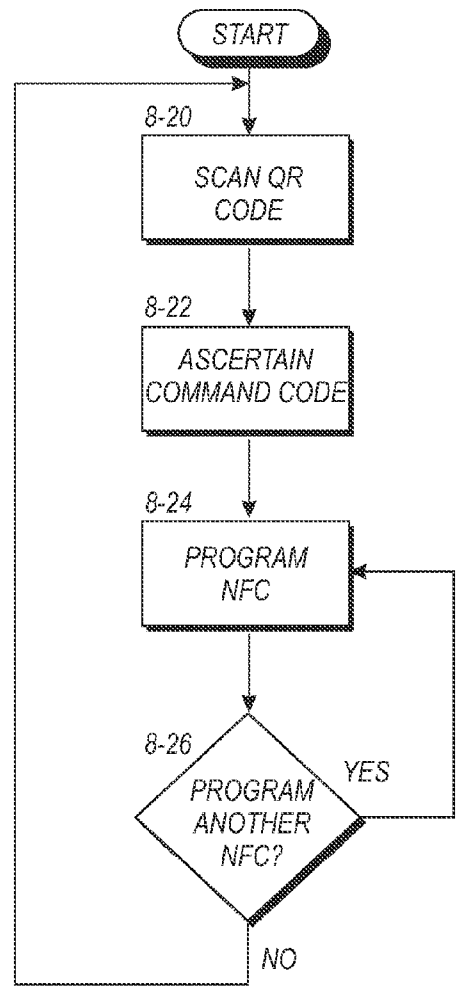 START
8-20
SCAN QR
CODE
8-22
ASCERTAIN
COMMAND CODE
8-24
PROGRAM
NFC
8-26
YES
PROGRAM
ANOTHER
NFC?
NO